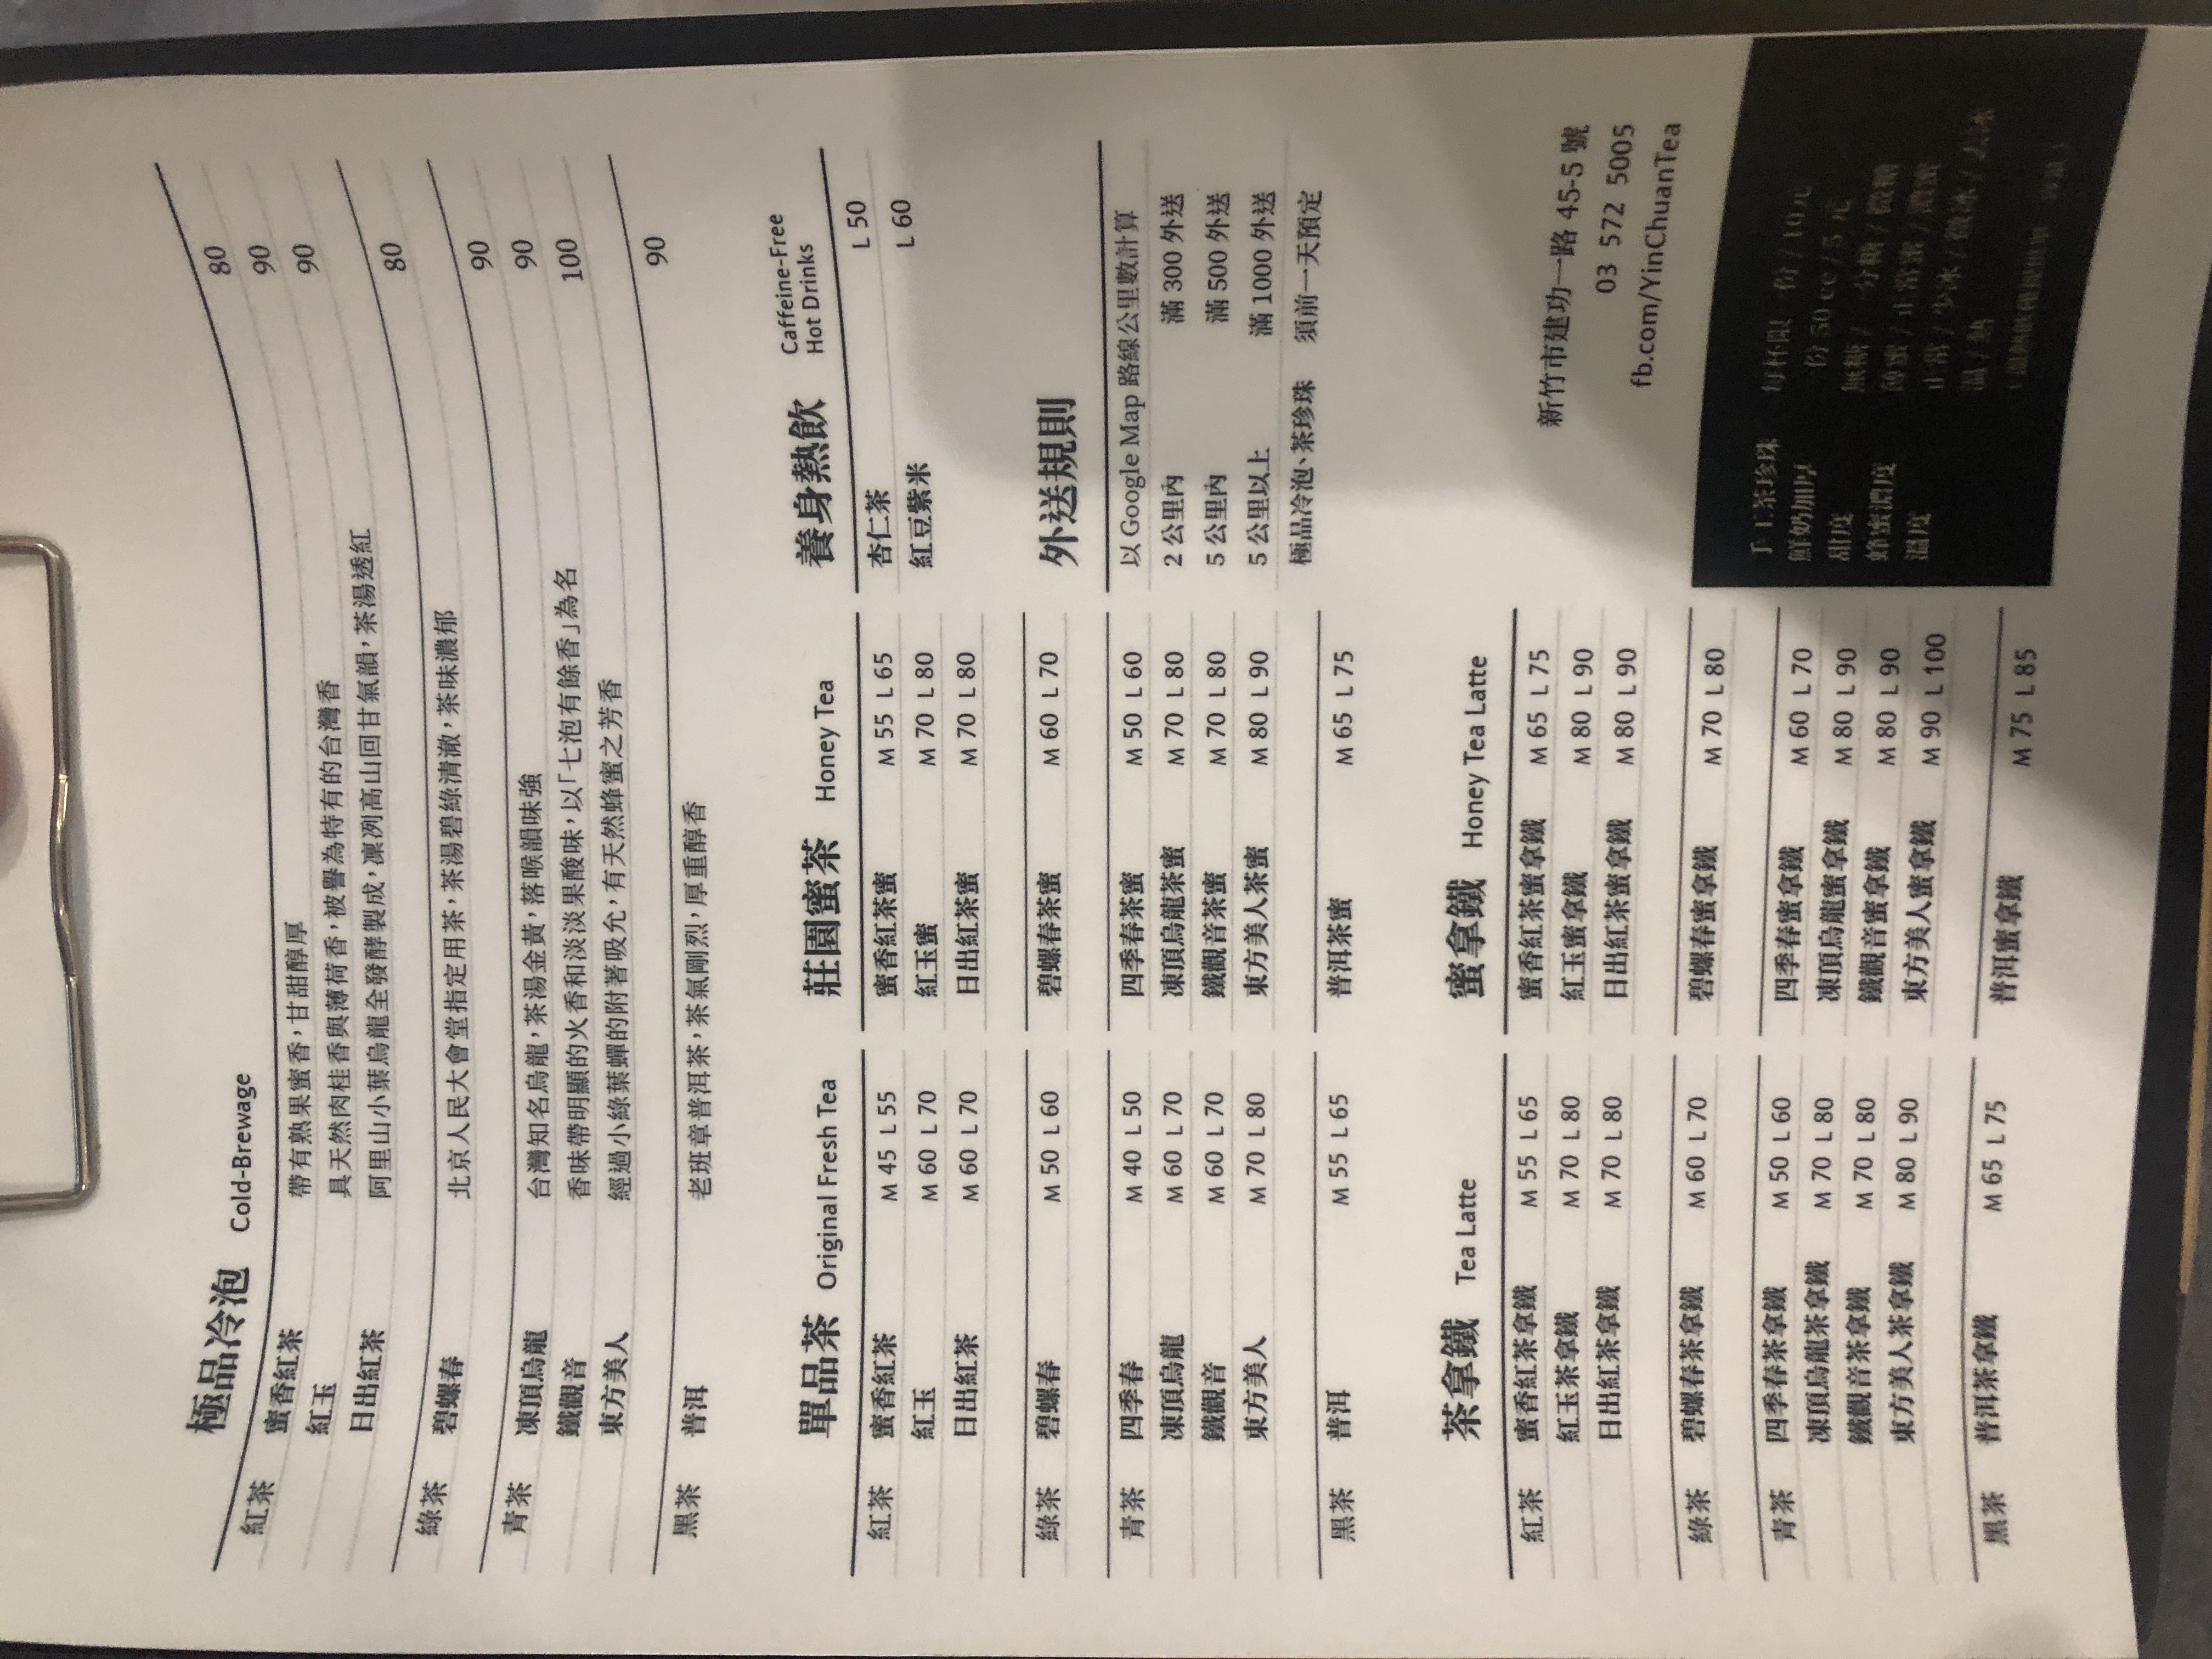 極品冷泡 Cold-Brewage
紅茶 蜜香紅茶 帶有熟果蜜香，甘甜醇厚 80
紅玉 具天然肉桂香與薄荷香，被譽為特有的台灣香 90
日出紅茶 阿里山小葉烏龍全發酵製成，凜冽高山回甘氣韻，茶湯透紅 90
綠茶 碧螺春 北京人民大會堂指定用茶，茶湯碧綠清澈，茶味濃郁 80
青茶 凍頂烏龍 台灣知名烏龍，茶湯金黃，落喉韻味強 90
鐵觀音 香味帶明顯的火香和淡淡果酸味，以「七泡有餘香」為名 90
東方美人 經過小綠葉蟬的附著吸允，有天然蜂蜜之芳香 100
黑茶 普洱 老班章普洱茶，茶氣剛烈，厚重醇香 90
單品茶 Original Fresh Tea
紅茶 蜜香紅茶 M 45 L 55
紅玉 M 60 L 70
日出紅茶 M 60 L 70
綠茶 碧螺春 M 50 L 60
青茶 四季春 M 40 L 50
凍頂烏龍 M 60 L 70
鐵觀音 M 60 L 70
東方美人 M 70 L 80
黑茶 普洱 M 55 L 65
莊園蜜茶 Honey Tea
蜜香紅茶蜜 M 55 L 65
紅玉蜜 M 70 L 80
日出紅茶蜜 M 70 L 80
碧螺春茶蜜 M 60 L 70
四季春茶蜜 M 50 L 60
凍頂烏龍茶蜜 M 70 L 80
鐵觀音茶蜜 M 70 L 80
東方美人茶蜜 M 80 L 90
普洱茶蜜 M 65 L 75
養身熱飲 Caffeine-Free
Hot Drinks
杏仁茶 L 50
紅豆紫米 L 60
外送規則
以 Google Map 路線公里數計算
2 公里內 滿 300 外送
5 公里內 滿 500 外送
5 公里以上 滿 1000 外送
極品冷泡、茶珍珠 須前一天預定
茶拿鐵 Tea Latte
紅茶 蜜香紅茶拿鐵 M 55 L 65
紅玉茶拿鐵 M 70 L 80
日出紅茶拿鐵 M 70 L 80
綠茶 碧螺春茶拿鐵 M 60 L 70
青茶 四季春茶拿鐵 M 50 L 60
凍頂烏龍茶拿鐵 M 70 L 80
鐵觀音茶拿鐵 M 70 L 80
東方美人茶拿鐵 M 80 L 90
黑茶 普洱茶拿鐵 M 65 L 75
蜜拿鐵 Honey Tea Latte
蜜香紅茶蜜拿鐵 M 65 L 75
紅玉蜜拿鐵 M 80 L 90
日出紅茶蜜拿鐵 M 80 L 90
碧螺春蜜拿鐵 M 70 L 80
四季春蜜拿鐵 M 60 L 70
凍頂烏龍蜜拿鐵 M 80 L 90
鐵觀音蜜拿鐵 M 80 L 90
東方美人蜜拿鐵 M 90 L 100
普洱蜜拿鐵 M 75 L 85
新竹市建功一路 45-5 號
03 572 5005
fb.com/YinChuanTea
手工茶珍珠 每杯限一份 / 10 元
鮮奶加厚 一份 50 cc / 5 元
甜度 無糖 / 分糖 / 微糖
蜂蜜濃度 薄蜜 / 正常蜜 / 濃蜜
溫度 正常 / 少冰 / 微冰 / 去冰
溫 / 熱